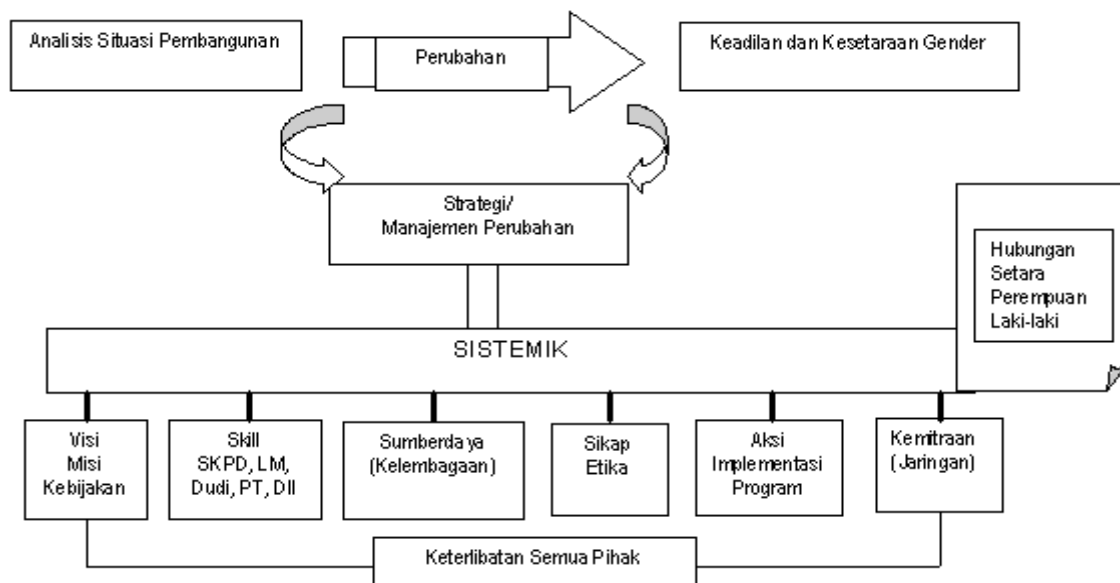 Analisis Situasi Pembangunan
Perubahan
Keadilan dan Kesetaraan Gender
Strategi/
Manajemen Perubahan
Hubungan
Setara
Perempuan
Laki-laki
SISTEMIK
Visi
Misi
Kebijakan
Skill
SKPD, LM,
Dudi, PT, Dll
Sumberdaya
(Kelembagaan)
Sikap
Etika
Aksi
Implementasi
Program
Kemitraan
(Jaringan)
Keterlibatan Semua Pihak